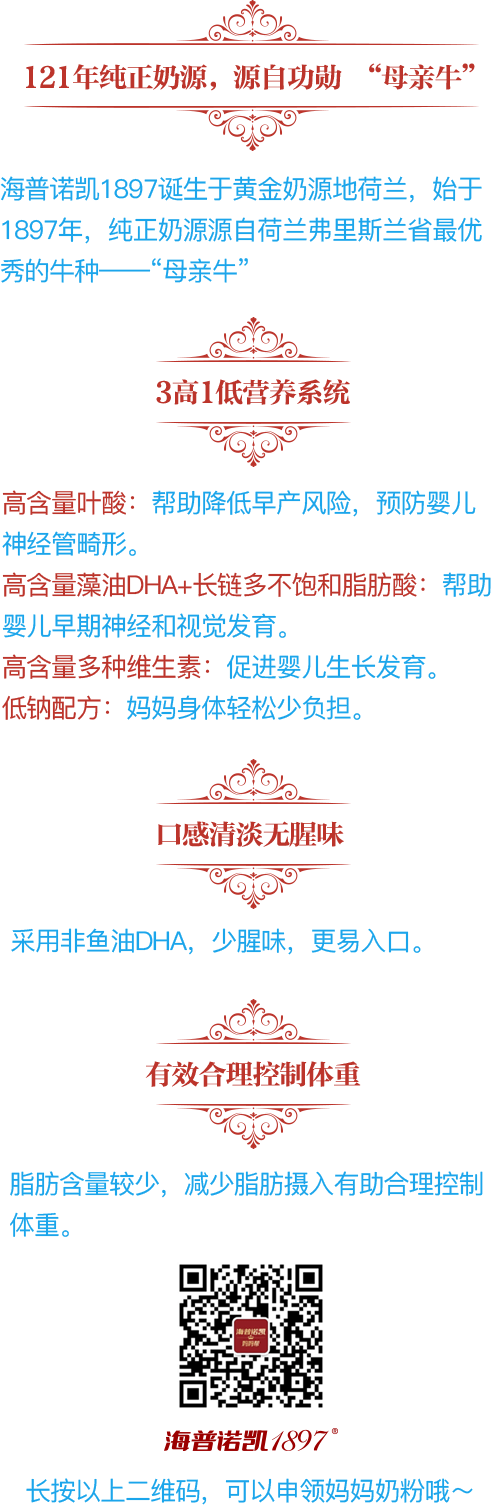 121年纯正奶源，源自功勋 “母亲牛”
海普诺凯1897诞生于黄金奶源地荷兰，始于
1897年，纯正奶源源自荷兰弗里斯兰省最优
秀的牛种——“母亲牛”
3高1低营养系统
高含量叶酸：帮助降低早产风险，预防婴儿
神经管畸形。
高含量藻油DHA+长链多不饱和脂肪酸：帮助
婴儿早期神经和视觉发育。
高含量多种维生素：促进婴儿生长发育。
低钠配方：妈妈身体轻松少负担。
口感清淡无腥味
采用非鱼油DHA，少腥味，更易入口。
有效合理控制体重
脂肪含量较少，减少脂肪摄入有助合理控制
体重。
海普诺凯
海普诺凯1897®
长按以上二维码，可以申领妈妈奶粉哦～